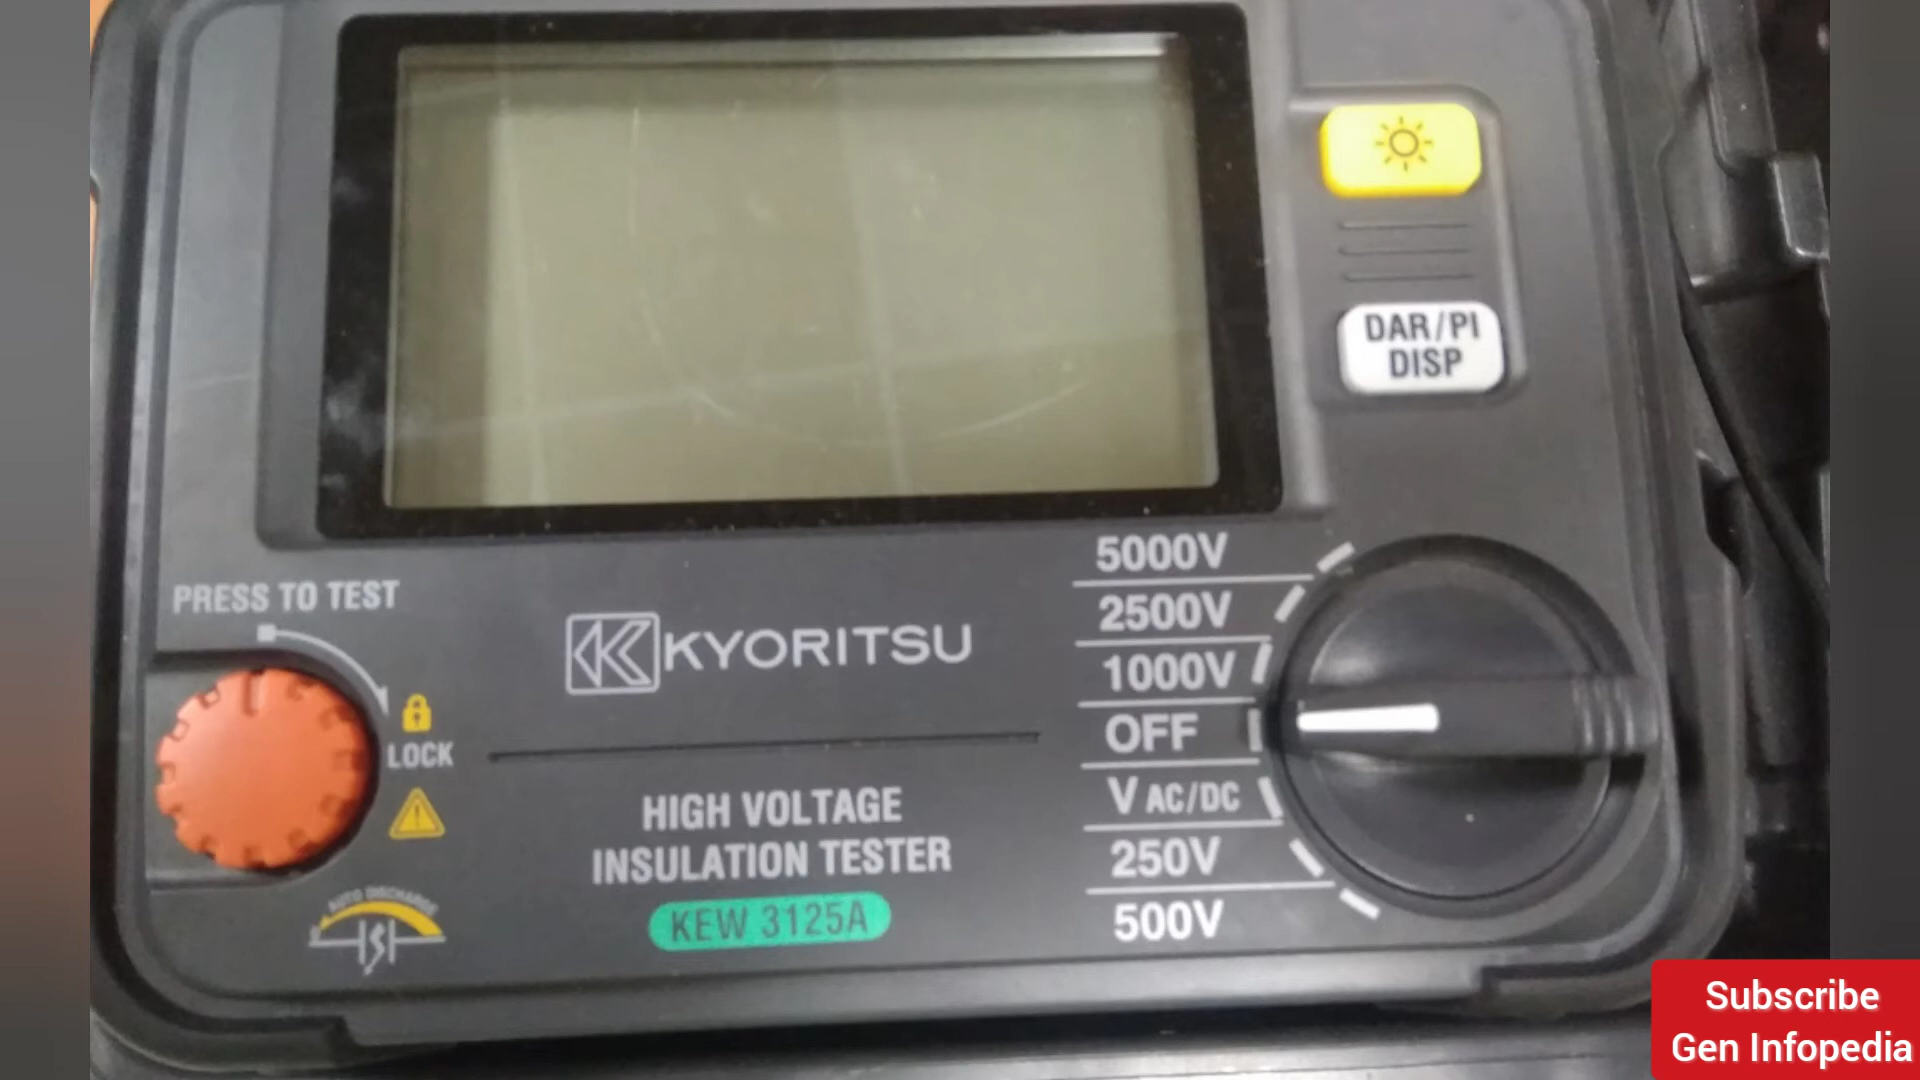 DAR/PI
DISP
5000V
2500V
1000V
OFF
V AC/DC
250V
500V
PRESS TO TEST
LOCK
KYORITSU
HIGH VOLTAGE
INSULATION TESTER
KEW 3125A
AUTO DISCHARGE
Subscribe
Gen Infopedia